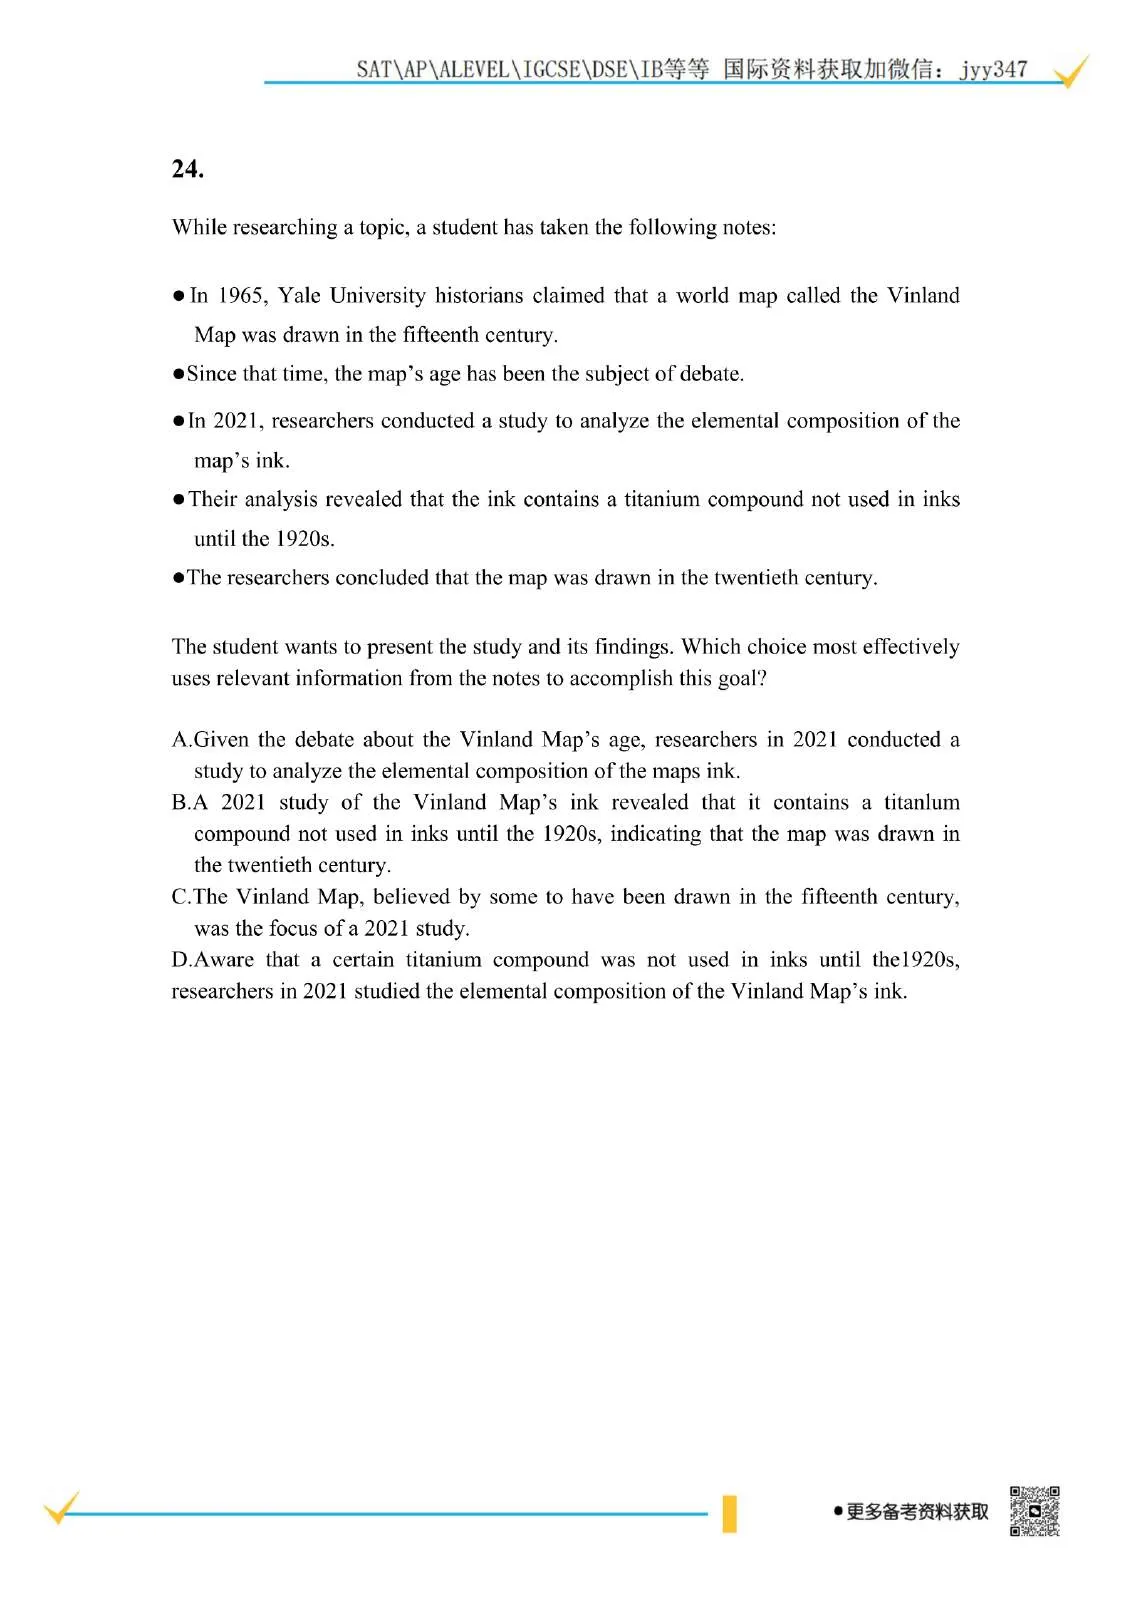 SAT\AP\ALEVEL\IGCSE\DSE\IB等等 国际资料获取加微信：jyy347
24.
While researching a topic, a student has taken the following notes:
●In 1965, Yale University historians claimed that a world map called the Vinland
Map was drawn in the fifteenth century.
●Since that time, the map’s age has been the subject of debate.
●In 2021, researchers conducted a study to analyze the elemental composition of the
map’s ink.
●Their analysis revealed that the ink contains a titanium compound not used in inks
until the 1920s.
●The researchers concluded that the map was drawn in the twentieth century.
The student wants to present the study and its findings. Which choice most effectively
uses relevant information from the notes to accomplish this goal?
A.Given the debate about the Vinland Map’s age, researchers in 2021 conducted a
study to analyze the elemental composition of the maps ink.
B.A 2021 study of the Vinland Map’s ink revealed that it contains a titanlum
compound not used in inks until the 1920s, indicating that the map was drawn in
the twentieth century.
C.The Vinland Map, believed by some to have been drawn in the fifteenth century,
was the focus of a 2021 study.
D.Aware that a certain titanium compound was not used in inks until the1920s,
researchers in 2021 studied the elemental composition of the Vinland Map’s ink.
●更多备考资料获取